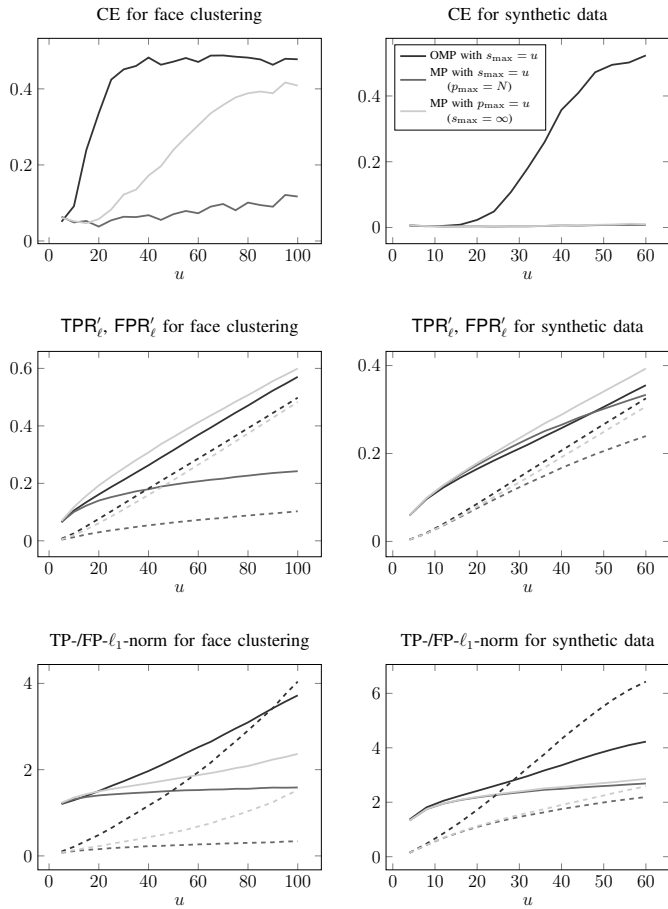 CE for face clustering
0.4
0.2
0
0 20 40 60 80 100
u
CE for synthetic data
OMP with s_max = u
MP with s_max = u
(p_max = N)
MP with p_max = u
(s_max = ∞)
0.4
0.2
0
0 10 20 30 40 50 60
u
TPR′_ℓ, FPR′_ℓ for face clustering
0.6
0.4
0.2
0
0 20 40 60 80 100
u
TPR′_ℓ, FPR′_ℓ for synthetic data
0.4
0.2
0
0 10 20 30 40 50 60
u
TP-/FP-ℓ₁-norm for face clustering
4
2
0
0 20 40 60 80 100
u
TP-/FP-ℓ₁-norm for synthetic data
6
4
2
0
0 10 20 30 40 50 60
u